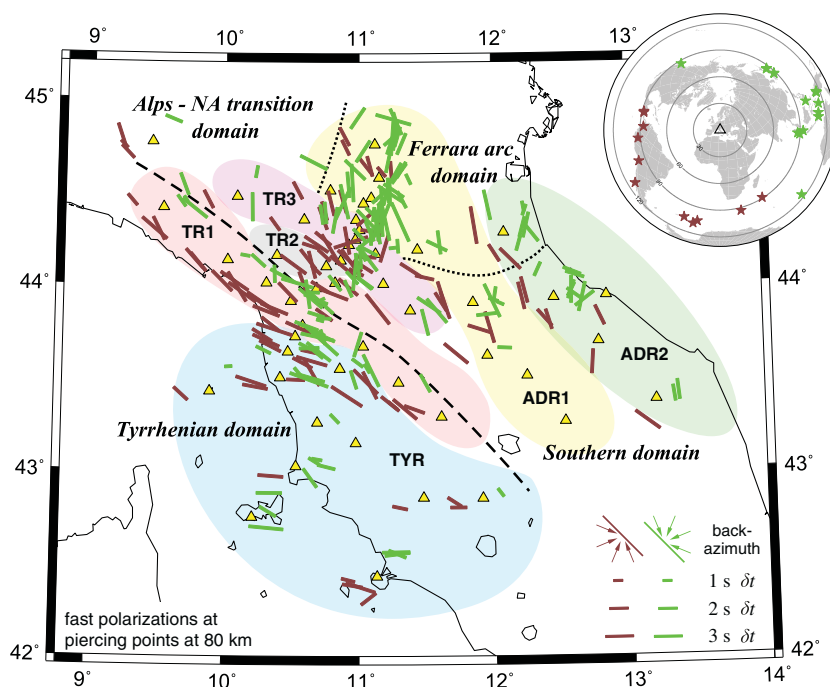 9° 10° 11° 12° 13°
45°
Alps - NA transition
domain
Ferrara arc
domain
TR3
TR1
TR2
44° 44°
ADR2
ADR1
Tyrrhenian domain
Southern domain
TYR
43° 43°
back-
azimuth
1 s δt
2 s δt
3 s δt
fast polarizations at
piercing points at 80 km
42° 42°
9° 10° 11° 12° 13° 14°